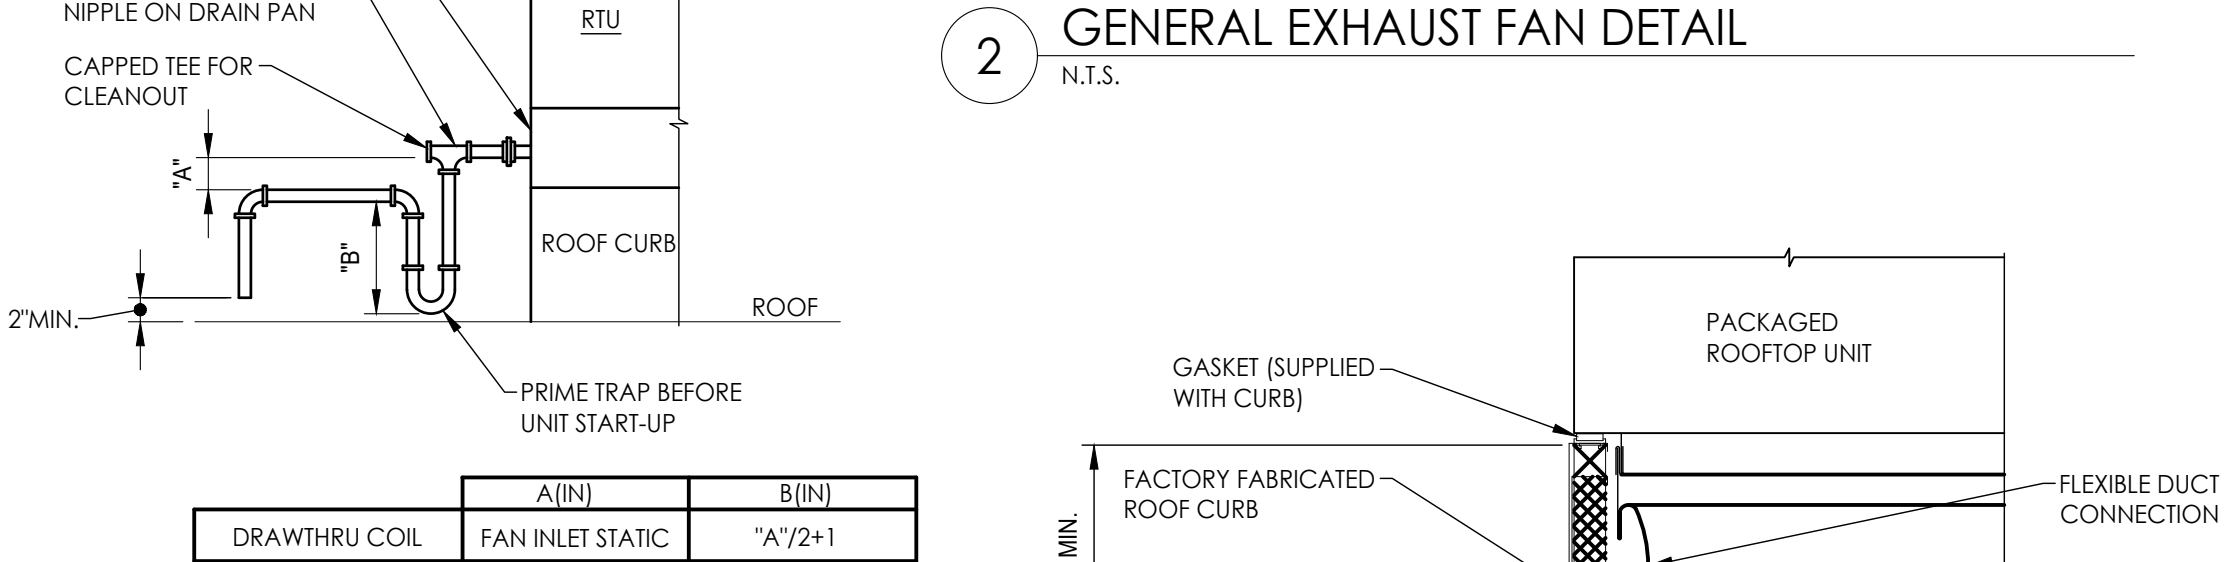 NIPPLE ON DRAIN PAN
RTU
CAPPED TEE FOR
CLEANOUT
"A"
"B"
ROOF CURB
2"MIN.
ROOF
PRIME TRAP BEFORE
UNIT START-UP
A(IN)
B(IN)
DRAWTHRU COIL
FAN INLET STATIC
"A"/2+1
2
GENERAL EXHAUST FAN DETAIL
N.T.S.
PACKAGED
ROOFTOP UNIT
GASKET (SUPPLIED
WITH CURB)
FACTORY FABRICATED
ROOF CURB
MIN.
FLEXIBLE DUCT
CONNECTION